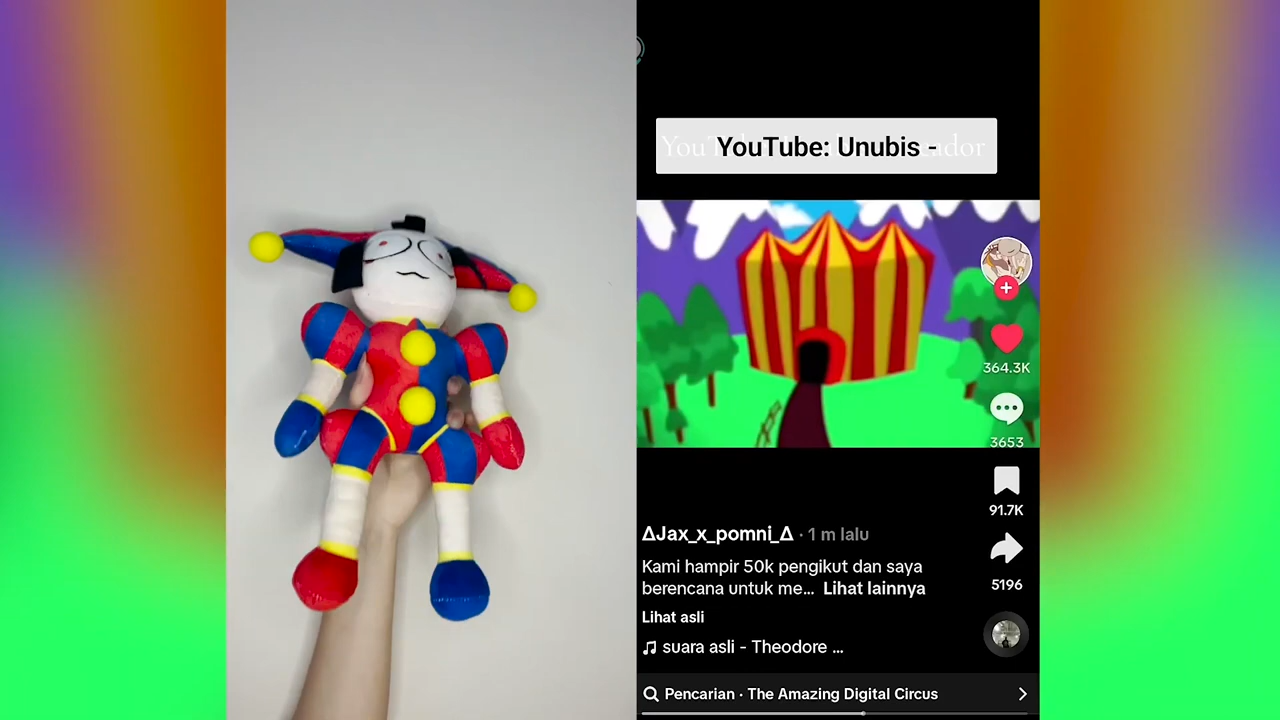 YouTube: Unubis -
364.3K
3653
91.7K
ΔJax_x_pomni_Δ · 1 m lalu
Kami hampir 50k pengikut dan saya
berencana untuk me... Lihat lainnya
5196
Lihat asli
suara asli - Theodore ...
Pencarian · The Amazing Digital Circus